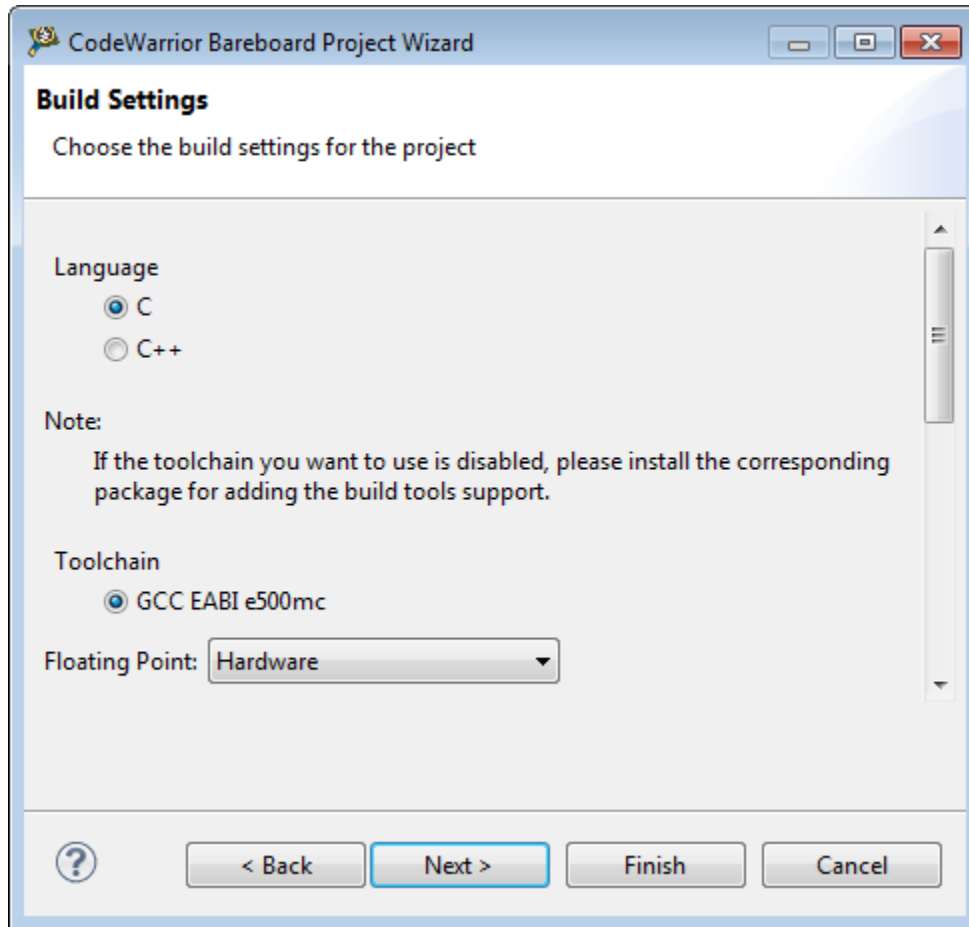 CodeWarrior Bareboard Project Wizard
Build Settings
Choose the build settings for the project
Language
C
C++
Note:
If the toolchain you want to use is disabled, please install the corresponding
package for adding the build tools support.
Toolchain
GCC EABI e500mc
Floating Point: Hardware
? < Back Next > Finish Cancel